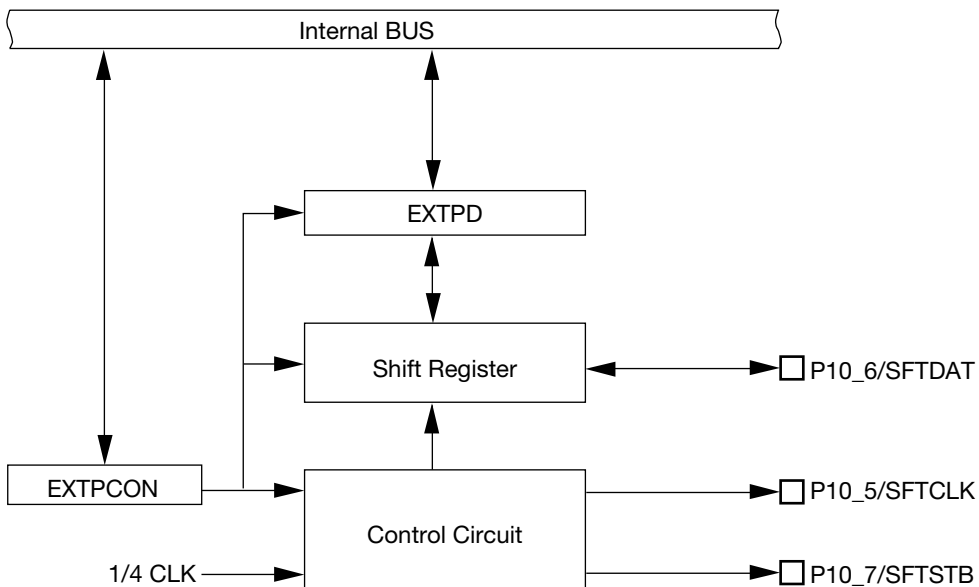 Internal BUS
EXTPD
Shift Register
P10_6/SFTDAT
EXTPCON
P10_5/SFTCLK
Control Circuit
1/4 CLK
P10_7/SFTSTB